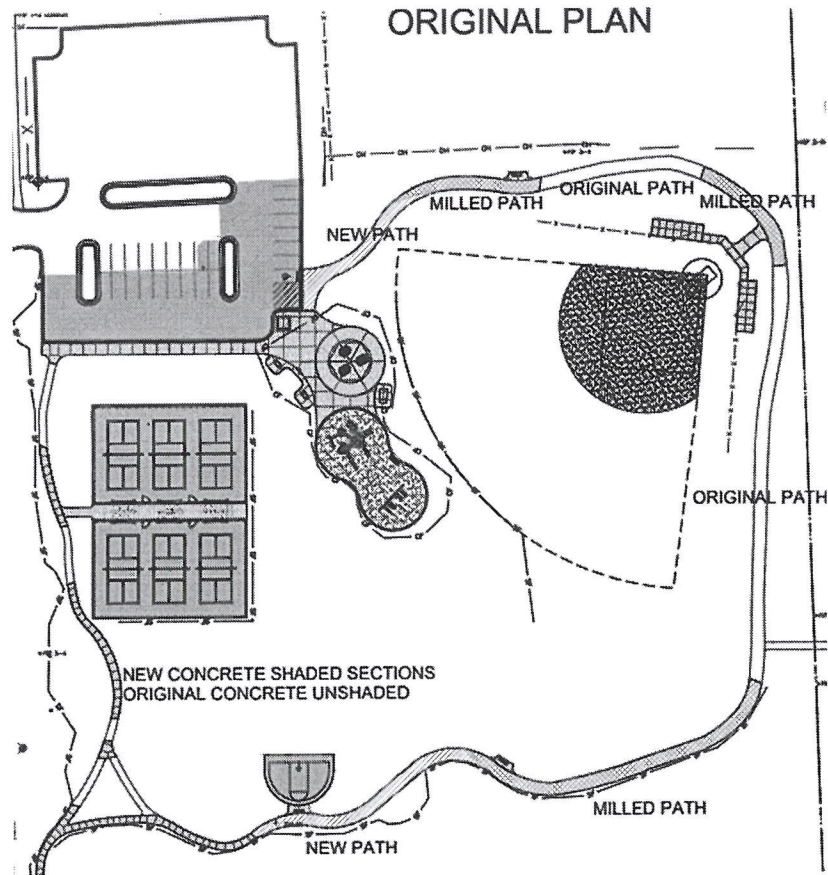 ORIGINAL PLAN
ORIGINAL PATH
MILLED PATH
MILLED PATH
NEW PATH
ORIGINAL PATH
NEW CONCRETE SHADED SECTIONS
ORIGINAL CONCRETE UNSHADED
MILLED PATH
NEW PATH